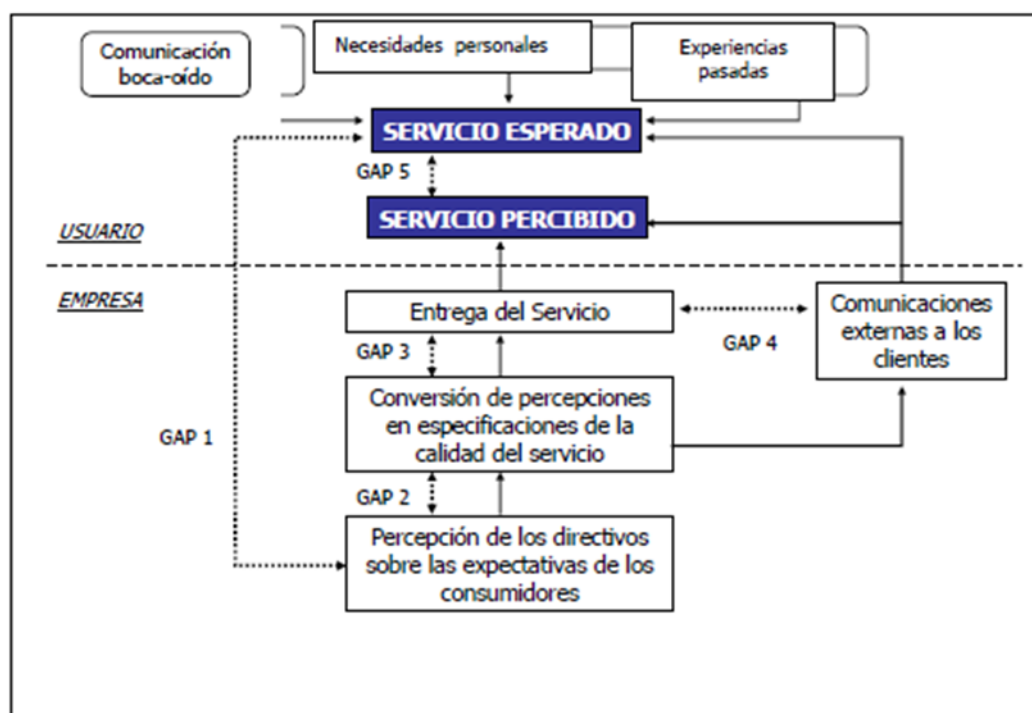 Comunicación
boca-oído
Necesidades personales
Experiencias
pasadas
SERVICIO ESPERADO
GAP 5
SERVICIO PERCIBIDO
USUARIO
EMPRESA
Entrega del Servicio
Comunicaciones
externas a los
clientes
GAP 3
GAP 4
Conversión de percepciones
en especificaciones de la
calidad del servicio
GAP 1
GAP 2
Percepción de los directivos
sobre las expectativas de los
consumidores